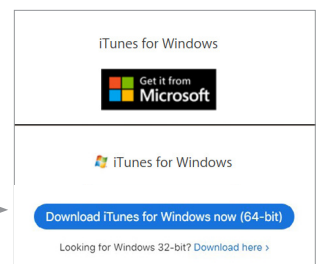 iTunes for Windows
Get it from
Microsoft
iTunes for Windows
Download iTunes for Windows now (64-bit)
Looking for Windows 32-bit? Download here ›